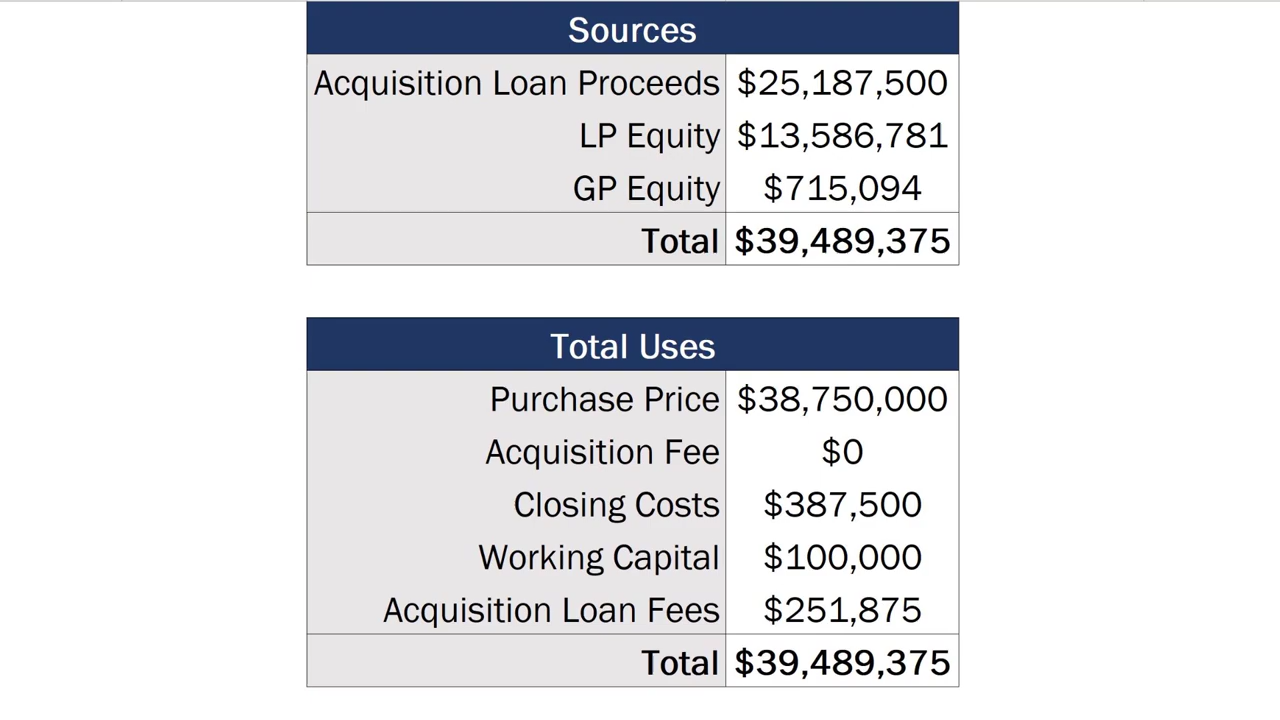 Sources
Acquisition Loan Proceeds $25,187,500
LP Equity $13,586,781
GP Equity $715,094
Total $39,489,375
Total Uses
Purchase Price $38,750,000
Acquisition Fee $0
Closing Costs $387,500
Working Capital $100,000
Acquisition Loan Fees $251,875
Total $39,489,375